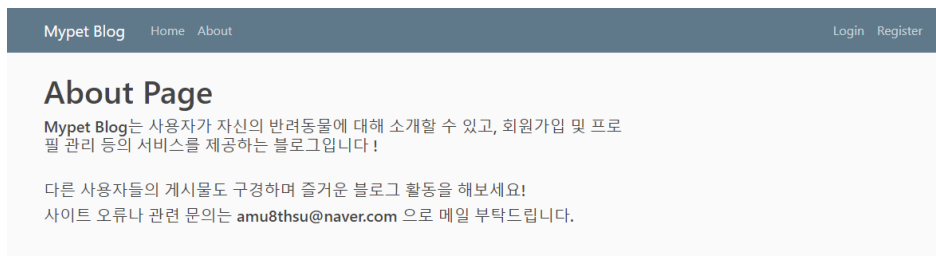 Mypet Blog Home About Login Register
About Page
Mypet Blog는 사용자가 자신의 반려동물에 대해 소개할 수 있고, 회원가입 및 프로
필 관리 등의 서비스를 제공하는 블로그입니다 !
다른 사용자들의 게시물도 구경하며 즐거운 블로그 활동을 해보세요!
사이트 오류나 관련 문의는 amu8thsu@naver.com 으로 메일 부탁드립니다.